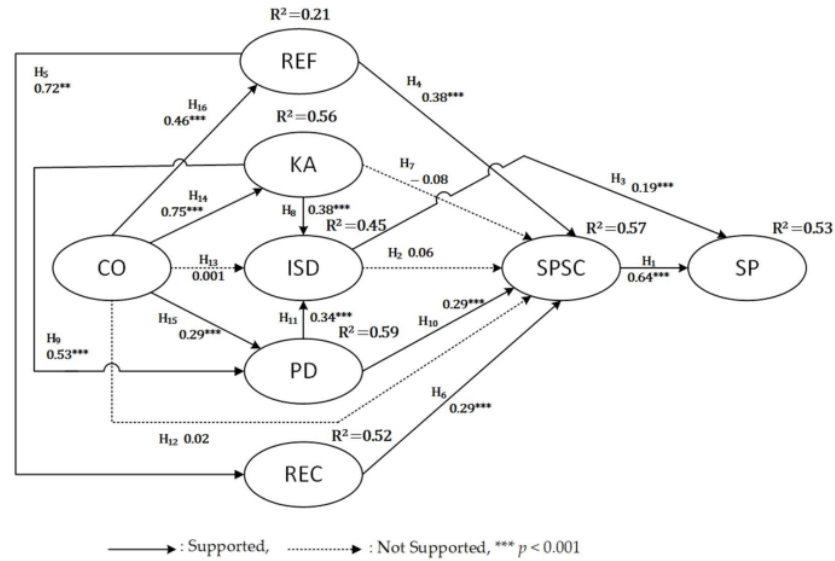 R²=0.21
REF
H₅
0.72**
H₄
0.38***
H₁₆
0.46***
R²=0.56
KA
H₇
– 0.08
H₃ 0.19***
H₁₄
0.75***
H₈ 0.38***
R²=0.45
R²=0.57
R²=0.53
CO
H₁₃
0.001
ISD
H₂ 0.06
SPSC
H₁
0.64***
SP
H₁₅
0.29***
H₁₁ 0.34***
R²=0.59
0.29***
H₁₀
H₉
0.53***
PD
H₆
0.29***
H₁₂ 0.02
R²=0.52
REC
: Supported, : Not Supported, *** p < 0.001